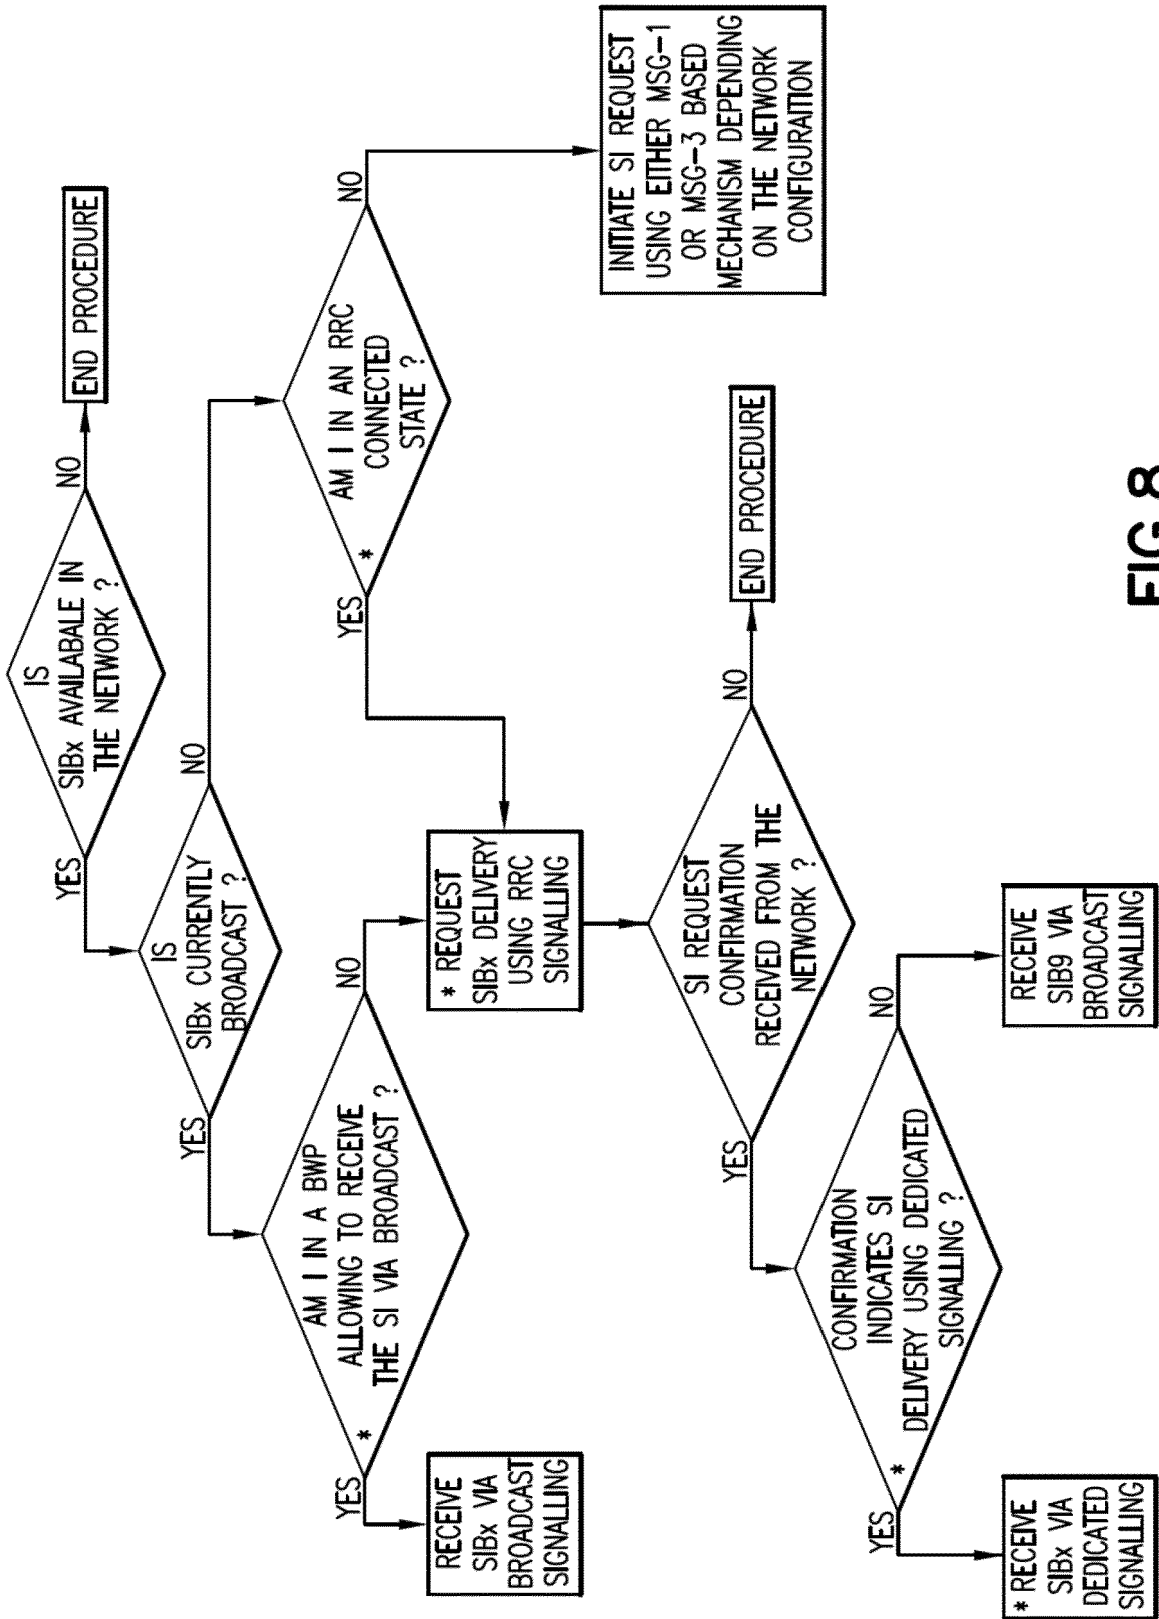 IS
SIBx AVAILABALE IN
THE NETWORK ?
YES
NO
END PROCEDURE
IS
SIBx CURRENTLY
BROADCAST ?
YES
NO
AM I IN A BWP
ALLOWING TO RECEIVE
THE SI VIA BROADCAST ?
*
YES
NO
AM I IN AN RRC
CONNECTED
STATE ?
*
YES
NO
RECEIVE
SIBx VIA
BROADCAST
SIGNALLING
* REQUEST
SIBx DELIVERY
USING RRC
SIGNALLING
INITIATE SI REQUEST
USING EITHER MSG-1
OR MSG-3 BASED
MECHANISM DEPENDING
ON THE NETWORK
CONFIGURAITION
SI REQUEST
CONFIRMATION
RECEIVED FROM THE
NETWORK ?
YES
NO
END PROCEDURE
CONFIRMATION
INDICATES SI
DELIVERY USING DEDICATED
SIGNALLING ?
*
YES
NO
* RECEIVE
SIBx VIA
DEDICATED
SIGNALLING
RECEIVE
SIB9 VIA
BROADCAST
SIGNALLING
FIG.8